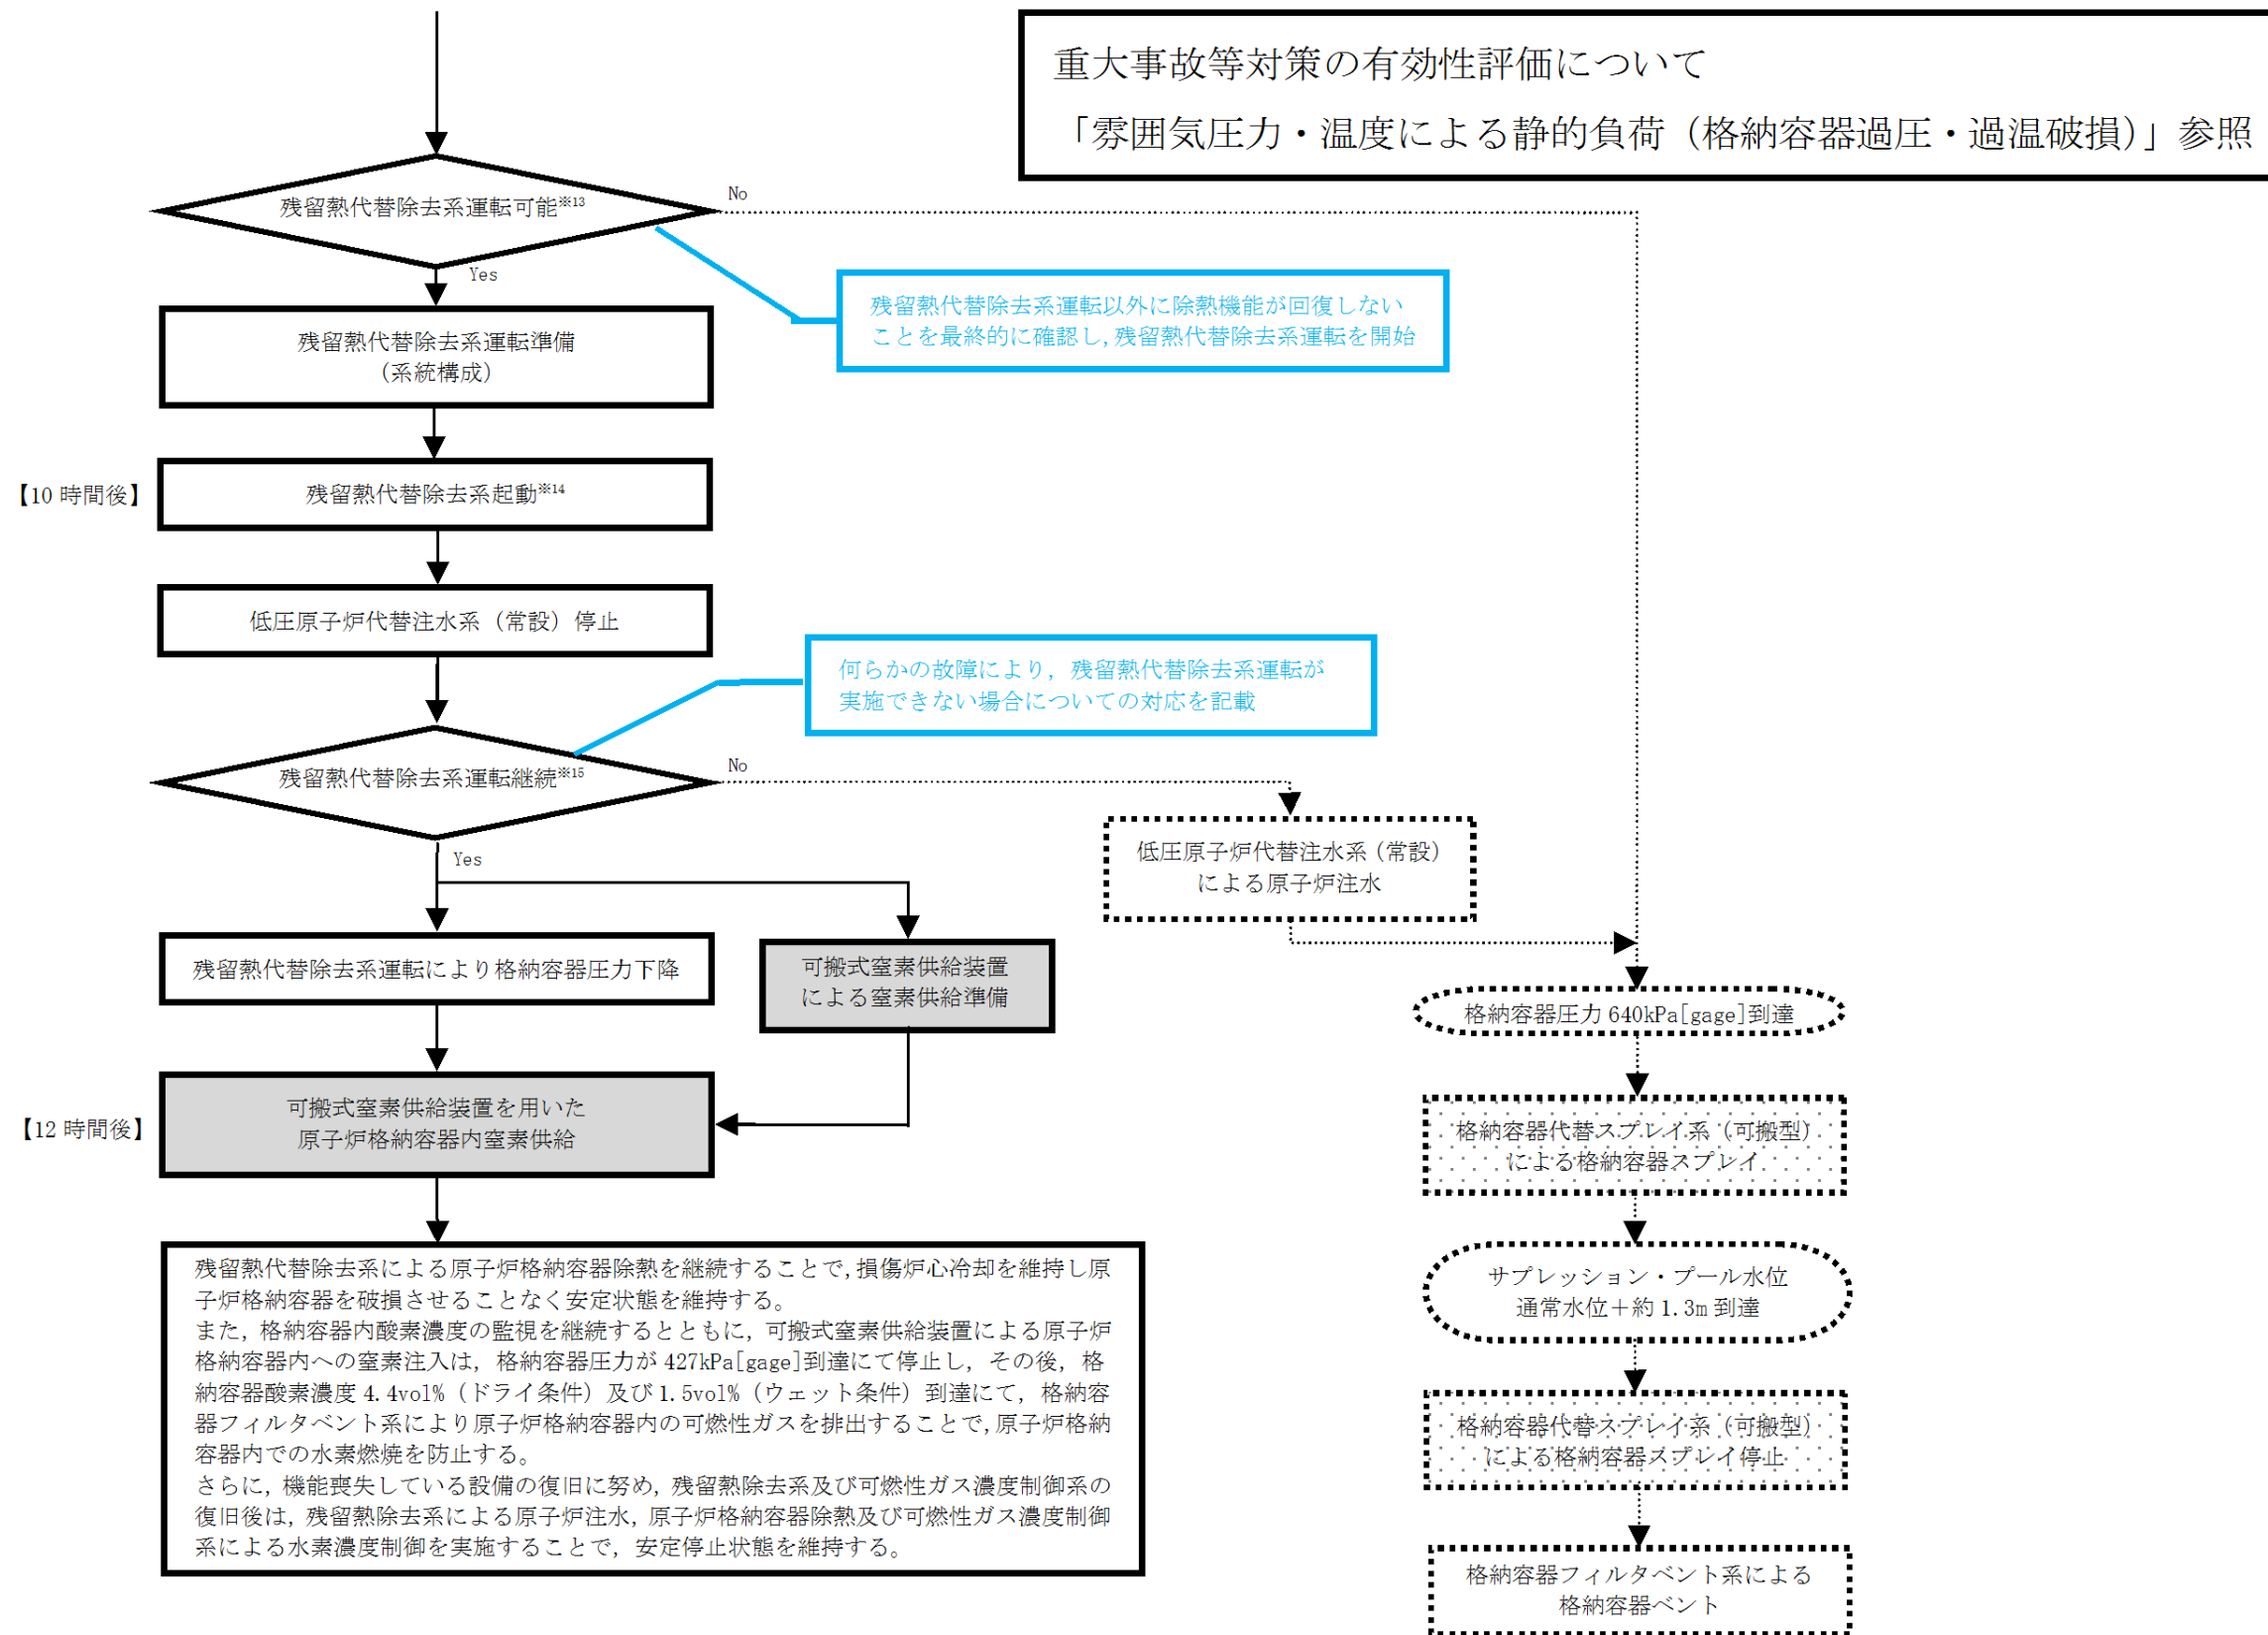 重大事故等対策の有効性評価について
「雰囲気圧力・温度による静的負荷（格納容器過圧・過温破損）」参照
残留熱代替除去系運転可能※13
No
Yes
残留熱代替除去系運転以外に除熱機能が回復しない
ことを最終的に確認し,残留熱代替除去系運転を開始
残留熱代替除去系運転準備
（系統構成）
【10 時間後】
残留熱代替除去系起動※14
低圧原子炉代替注水系（常設）停止
何らかの故障により，残留熱代替除去系運転が
実施できない場合についての対応を記載
残留熱代替除去系運転継続※15
No
Yes
低圧原子炉代替注水系（常設）
による原子炉注水
残留熱代替除去系運転により格納容器圧力下降
可搬式窒素供給装置
による窒素供給準備
格納容器圧力 640kPa[gage]到達
【12 時間後】
可搬式窒素供給装置を用いた
原子炉格納容器内窒素供給
格納容器代替スプレイ系（可搬型）
による格納容器スプレイ
サプレッション・プール水位
通常水位＋約 1.3m 到達
格納容器代替スプレイ系（可搬型）
による格納容器スプレイ停止
格納容器フィルタベント系による
格納容器ベント
残留熱代替除去系による原子炉格納容器除熱を継続することで,損傷炉心冷却を維持し原
子炉格納容器を破損させることなく安定状態を維持する。
また，格納容器内酸素濃度の監視を継続するとともに，可搬式窒素供給装置による原子炉
格納容器内への窒素注入は，格納容器圧力が 427kPa[gage]到達にて停止し，その後，格
納容器酸素濃度 4.4vol%（ドライ条件）及び 1.5vol%（ウェット条件）到達にて，格納容
器フィルタベント系により原子炉格納容器内の可燃性ガスを排出することで,原子炉格納
容器内での水素燃焼を防止する。
さらに，機能喪失している設備の復旧に努め，残留熱除去系及び可燃性ガス濃度制御系の
復旧後は，残留熱除去系による原子炉注水，原子炉格納容器除熱及び可燃性ガス濃度制御
系による水素濃度制御を実施することで，安定停止状態を維持する。